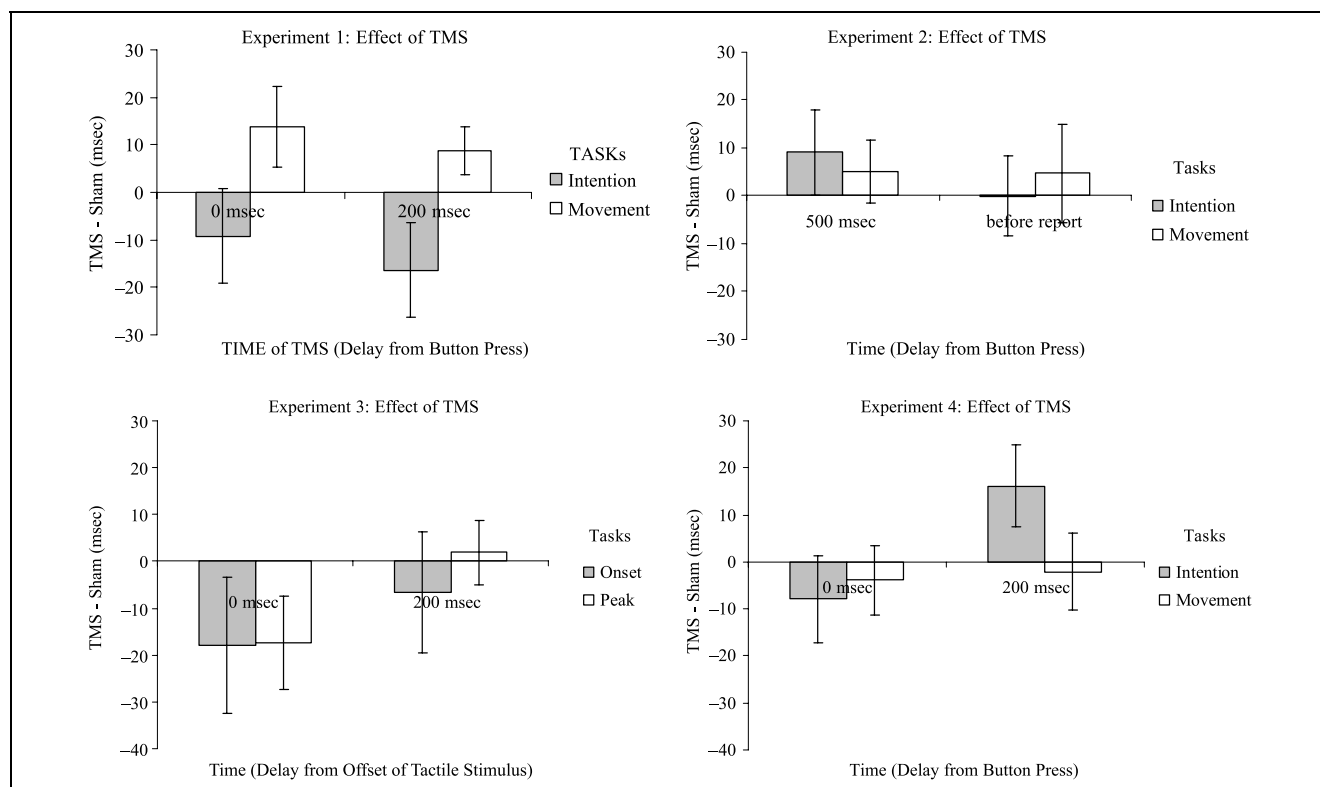 Experiment 1: Effect of TMS
30
20
10
0
–10
–20
–30
TMS - Sham (msec)
0 msec
200 msec
TASKs
Intention
Movement
TIME of TMS (Delay from Button Press)
Experiment 2: Effect of TMS
30
20
10
0
–10
–20
–30
TMS - Sham (msec)
500 msec
before report
Tasks
Intention
Movement
Time (Delay from Button Press)
Experiment 3: Effect of TMS
30
20
10
0
–10
–20
–30
–40
TMS - Sham (msec)
0 msec
200 msec
Tasks
Onset
Peak
Time (Delay from Offset of Tactile Stimulus)
Experiment 4: Effect of TMS
30
20
10
0
–10
–20
–30
–40
TMS - Sham (msec)
0 msec
200 msec
Tasks
Intention
Movement
Time (Delay from Button Press)